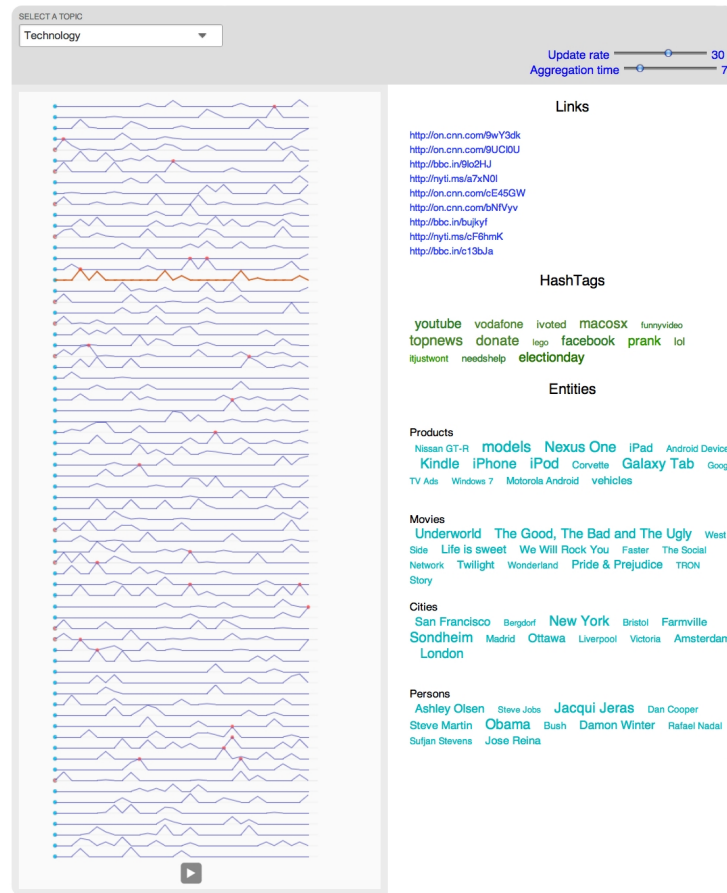 SELECT A TOPIC
Technology
Update rate 30
Aggregation time 7
Links
http://on.cnn.com/9wY3dk
http://on.cnn.com/9UCl0U
http://bbc.in/9lo2HJ
http://nyti.ms/a7xN0l
http://on.cnn.com/cE45GW
http://on.cnn.com/bNfVyv
http://bbc.in/bujkyf
http://nyti.ms/cF6hmK
http://bbc.in/c13bJa
HashTags
youtube vodafone ivoted macosx funnyvideo
topnews donate lego facebook prank lol
itjustwont needshelp electionday
Entities
Products
Nissan GT-R models Nexus One iPad Android Device
Kindle iPhone iPod Corvette Galaxy Tab Goog
TV Ads Windows 7 Motorola Android vehicles
Movies
Underworld The Good, The Bad and The Ugly West
Side Life is sweet We Will Rock You Faster The Social
Network Twilight Wonderland Pride & Prejudice TRON
Story
Cities
San Francisco Bergdorf New York Bristol Farmville
Sondheim Madrid Ottawa Liverpool Victoria Amsterdam
London
Persons
Ashley Olsen Steve Jobs Jacqui Jeras Dan Cooper
Steve Martin Obama Bush Damon Winter Rafael Nadal
Sufjan Stevens Jose Reina